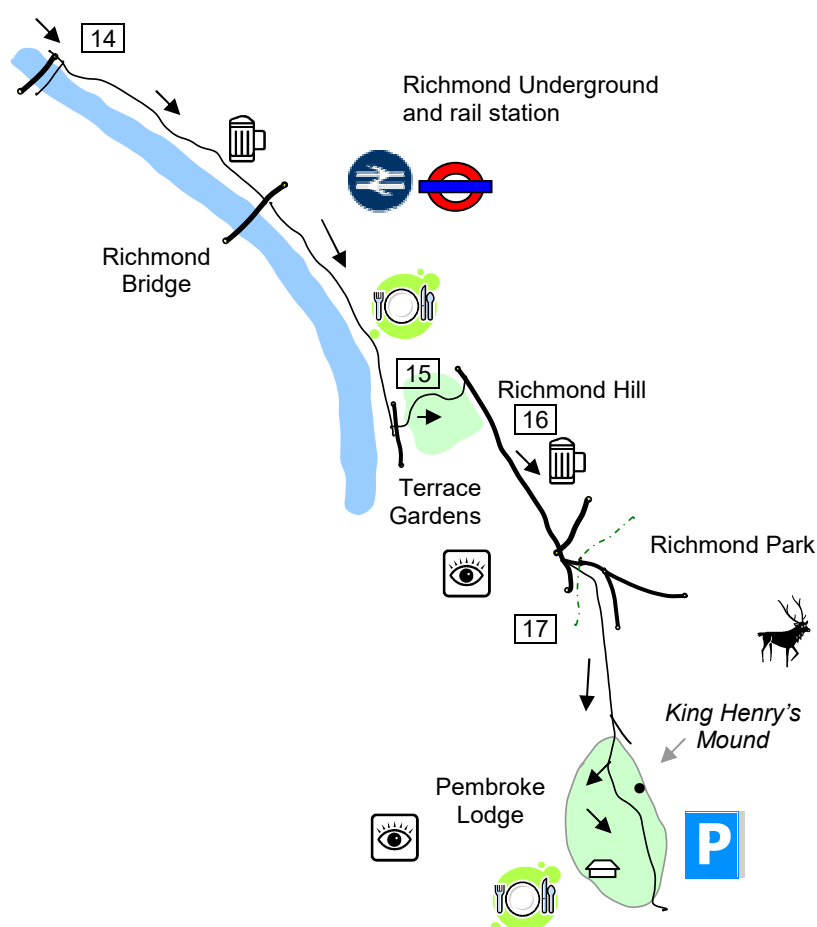 14
Richmond Underground
and rail station
Richmond
Bridge
15
Richmond Hill
16
Terrace
Gardens
Richmond Park
17
King Henry’s
Mound
Pembroke
Lodge
P